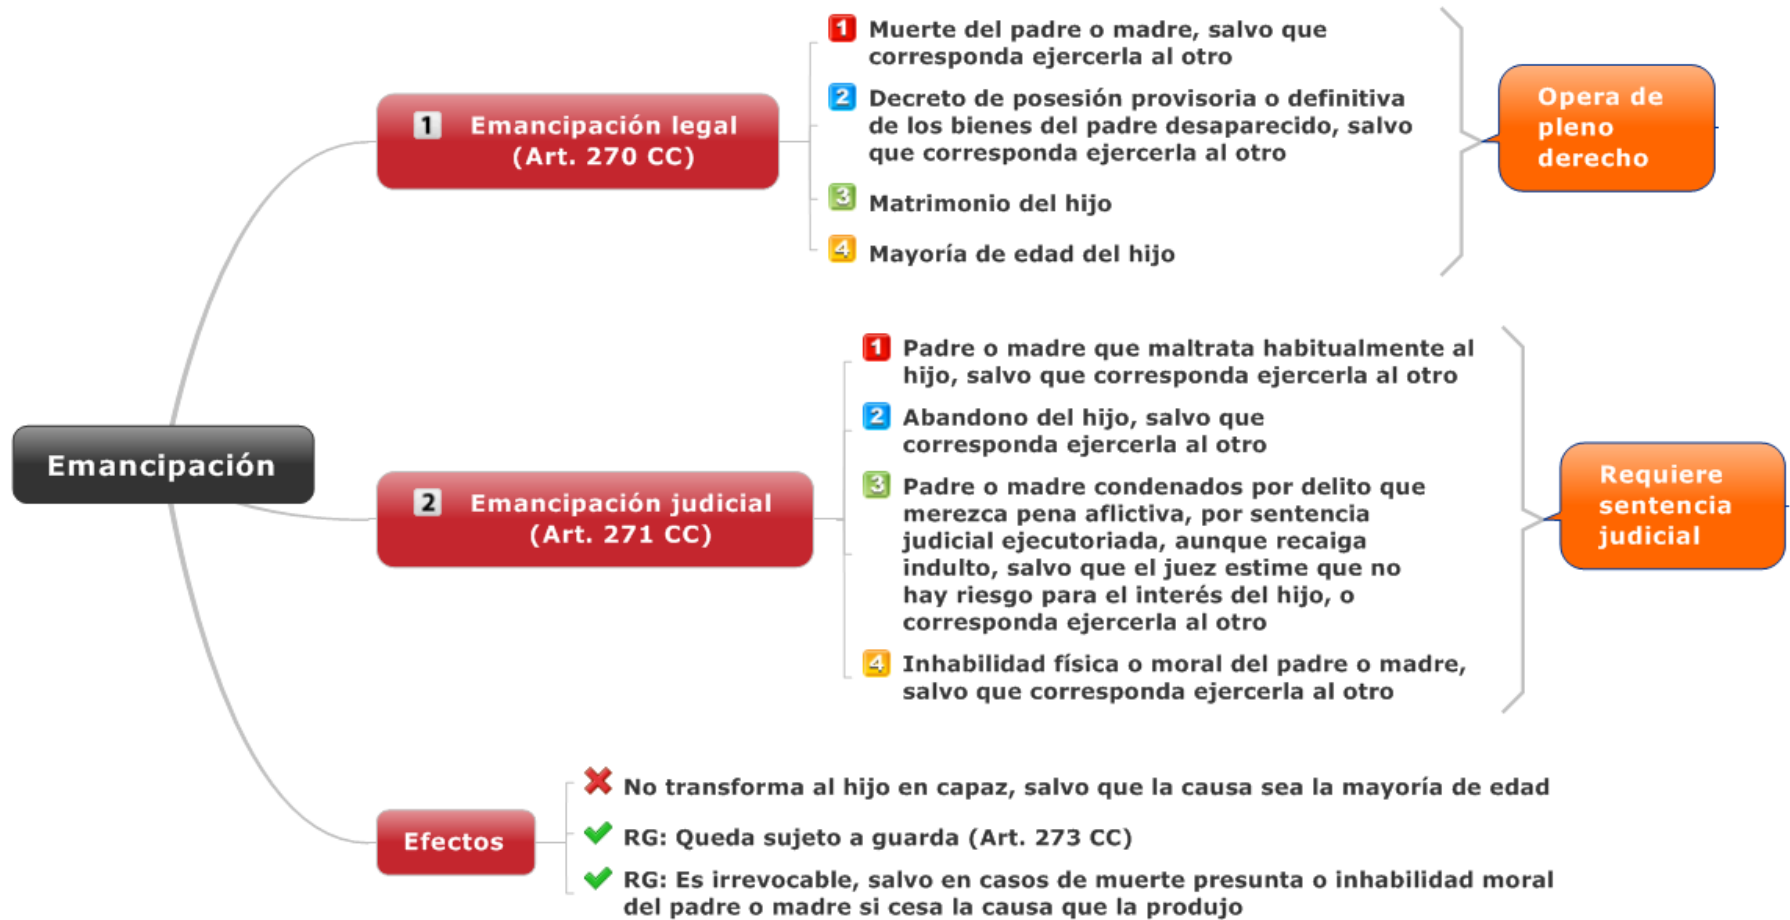 Emancipación
1 Emancipación legal
(Art. 270 CC)
1 Muerte del padre o madre, salvo que
corresponda ejercerla al otro
2 Decreto de posesión provisoria o definitiva
de los bienes del padre desaparecido, salvo
que corresponda ejercerla al otro
3 Matrimonio del hijo
4 Mayoría de edad del hijo
Opera de
pleno
derecho
2 Emancipación judicial
(Art. 271 CC)
1 Padre o madre que maltrata habitualmente al
hijo, salvo que corresponda ejercerla al otro
2 Abandono del hijo, salvo que
corresponda ejercerla al otro
3 Padre o madre condenados por delito que
merezca pena aflictiva, por sentencia
judicial ejecutoriada, aunque recaiga
indulto, salvo que el juez estime que no
hay riesgo para el interés del hijo, o
corresponda ejercerla al otro
4 Inhabilidad física o moral del padre o madre,
salvo que corresponda ejercerla al otro
Requiere
sentencia
judicial
Efectos
No transforma al hijo en capaz, salvo que la causa sea la mayoría de edad
RG: Queda sujeto a guarda (Art. 273 CC)
RG: Es irrevocable, salvo en casos de muerte presunta o inhabilidad moral
del padre o madre si cesa la causa que la produjo